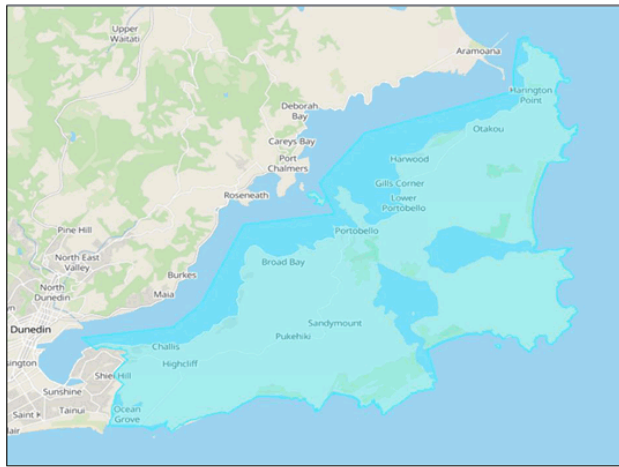 Upper
Waitati
Aramoana
Harington
Point
Deborah
Bay
Otakou
Careys Bay
Port
Chalmers
Harwood
Gills Corner
Roseneath
Lower
Portobello
Pine Hill
Portobello
North East
Valley
Broad Bay
Burkes
North
Dunedin
Maia
Sandymount
Dunedin
Pukehiki
Challis
Highcliff
Shiel Hill
Sunshine
Tainui
Ocean
Grove